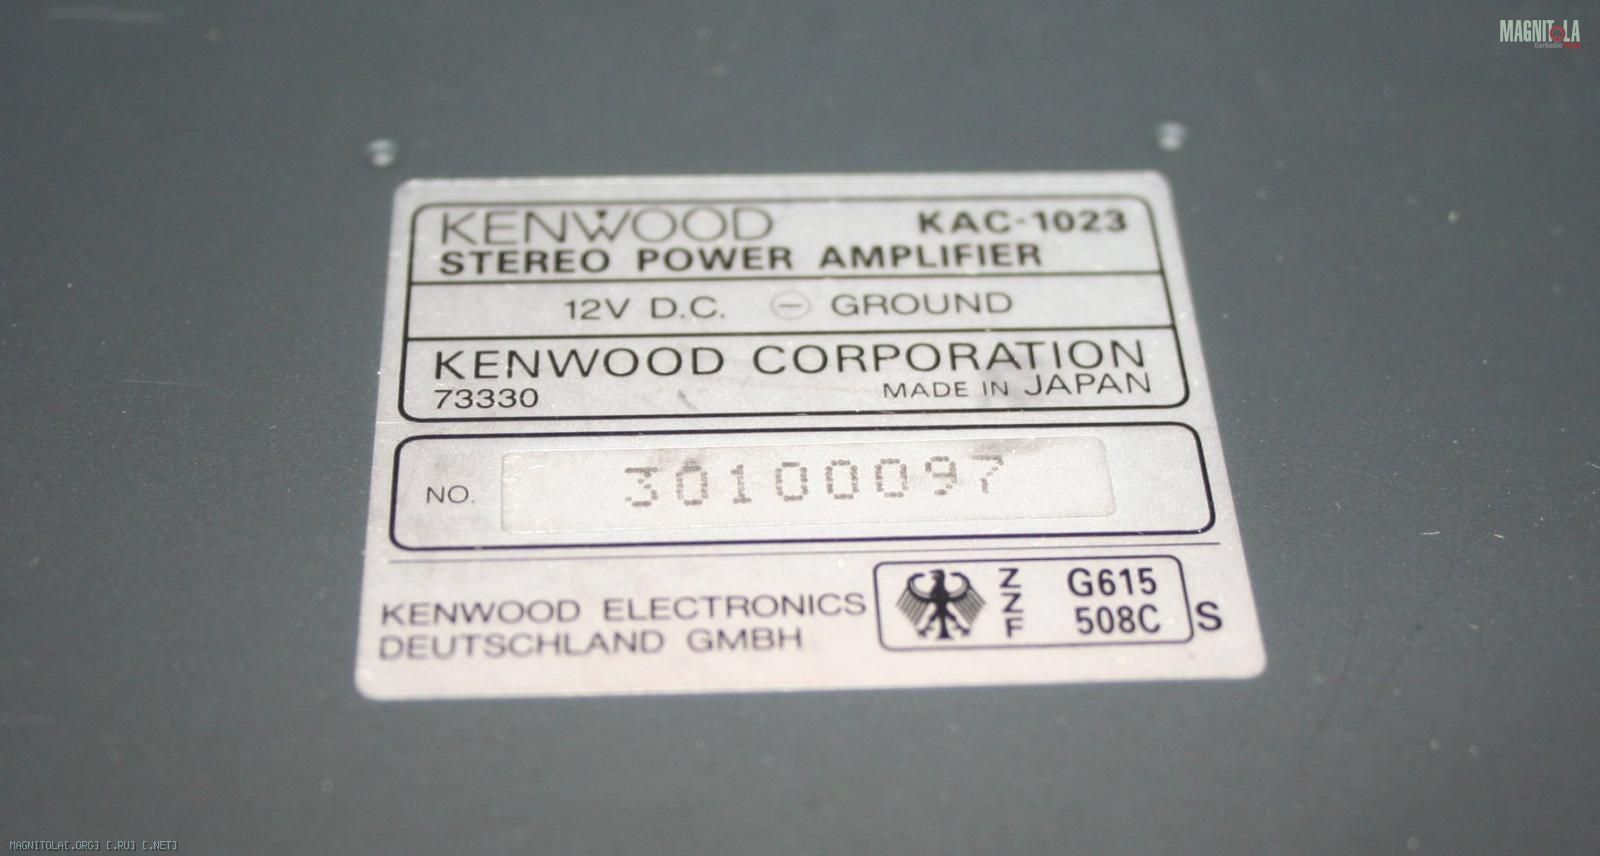 MAGNITOLA
KENWOOD KAC-1023
STEREO POWER AMPLIFIER
12V D.C. ⊖ GROUND
KENWOOD CORPORATION
73330 MADE IN JAPAN
NO. 30100097
KENWOOD ELECTRONICS
DEUTSCHLAND GMBH
ZZF
G615
508C
S
MAGNITOLA[.ORG] [.RU] [.NET]